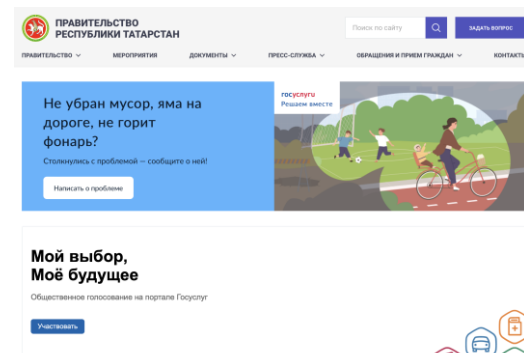 ПРАВИТЕЛЬСТВО
РЕСПУБЛИКИ ТАТАРСТАН
Поиск по сайту
ЗАДАТЬ ВОПРОС
ПРАВИТЕЛЬСТВО МЕРОПРИЯТИЯ ДОКУМЕНТЫ ПРЕСС-СЛУЖБА ОБРАЩЕНИЯ И ПРИЕМ ГРАЖДАН КОНТАКТЫ
Не убран мусор, яма на
дороге, не горит
фонарь?
Столкнулись с проблемой — сообщите о ней!
Написать о проблеме
госуслуги
Решаем вместе
Мой выбор,
Моё будущее
Общественное голосование на портале Госуслуг
Участвовать